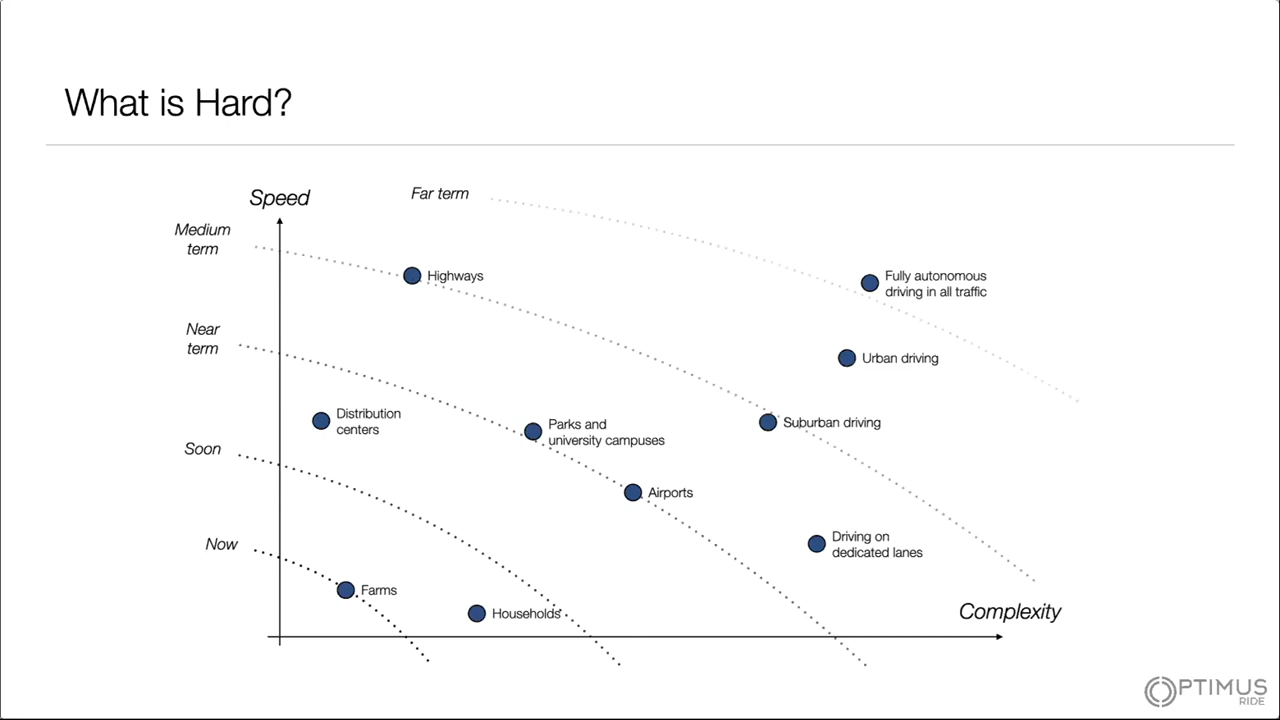 What is Hard?
Speed
Far term
Medium
term
Highways
Fully autonomous
driving in all traffic
Near
term
Urban driving
Distribution
centers
Parks and
university campuses
Suburban driving
Soon
Airports
Now
Driving on
dedicated lanes
Farms
Households
Complexity
OPTIMUS
RIDE